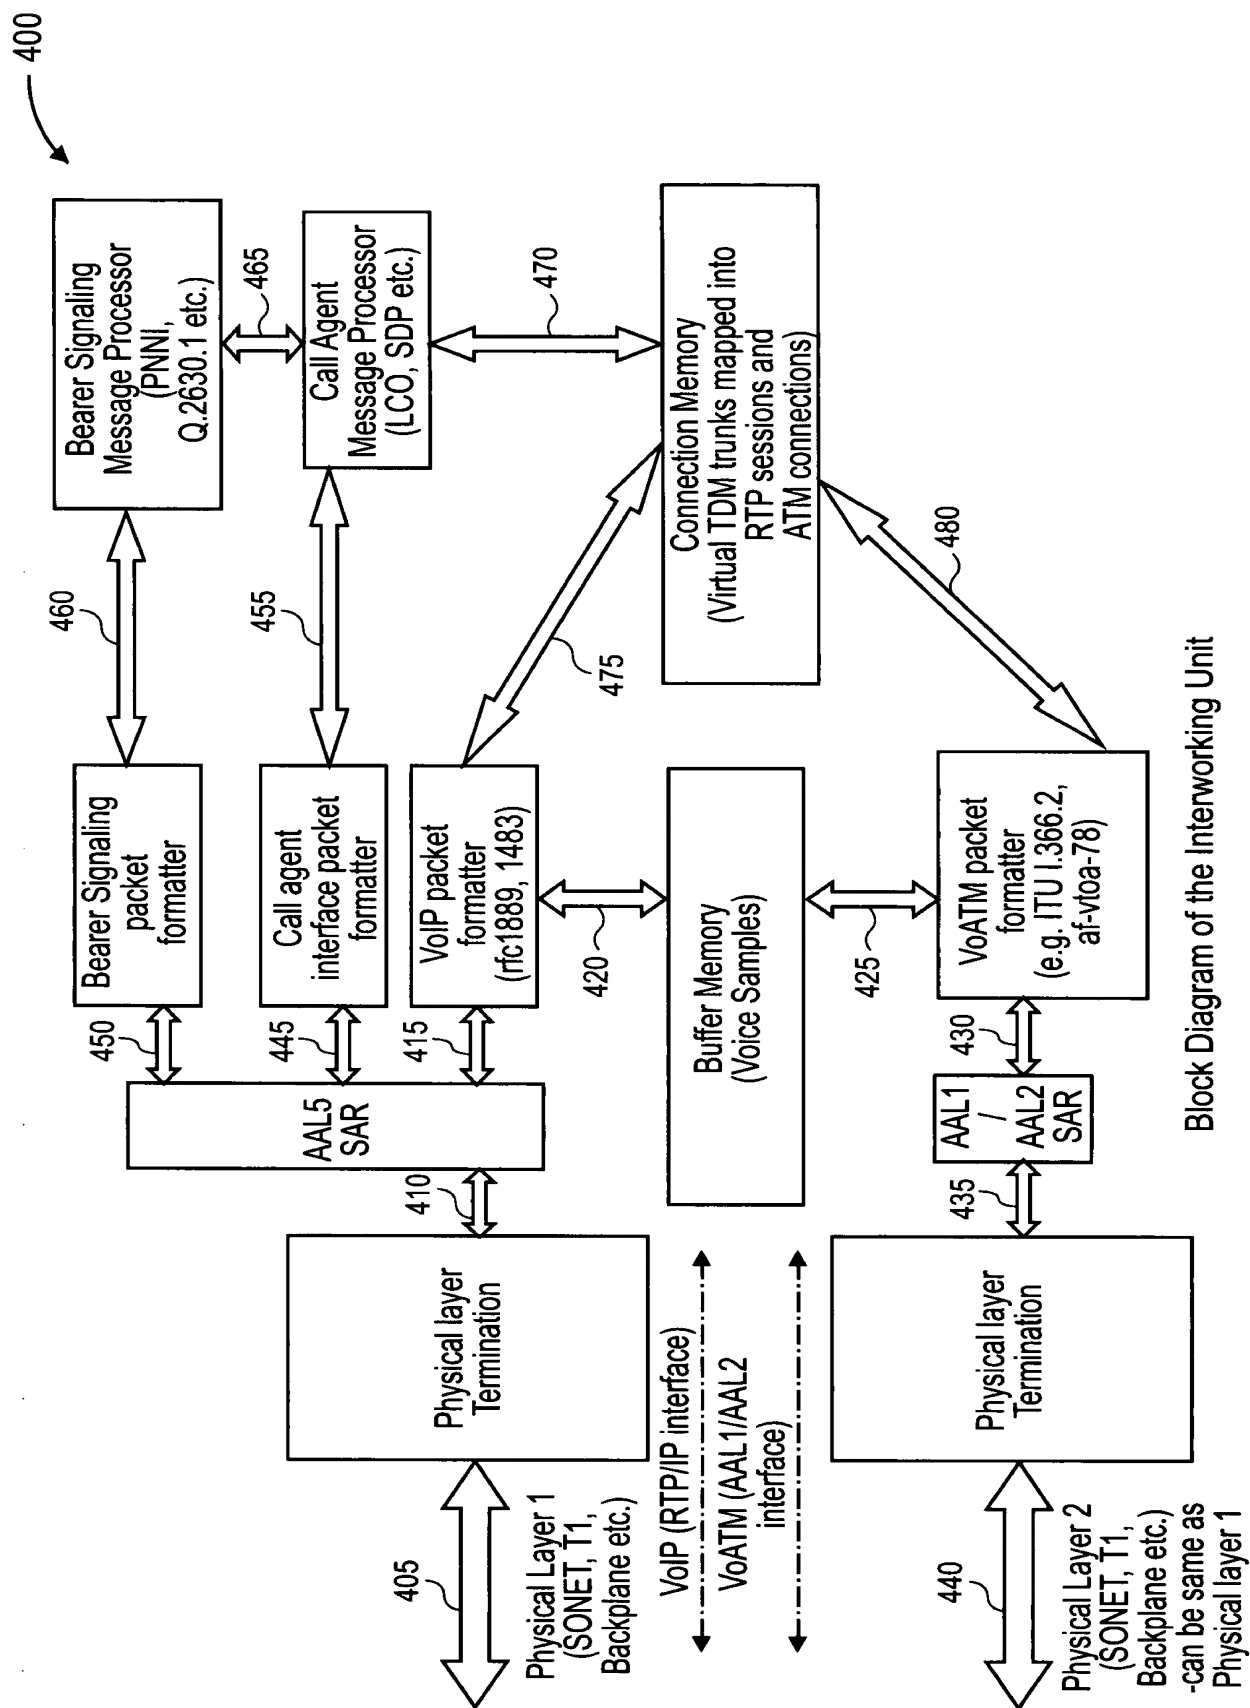 400
Bearer Signaling
Message Processor
(PNNI,
Q.2630.1 etc.)
465
Call Agent
Message Processor
(LCO, SDP etc.)
470
Connection Memory
(Virtual TDM trunks mapped into
RTP sessions and
ATM connections)
460
455
475
480
Bearer Signaling
packet
formatter
Call agent
interface packet
formatter
VoIP packet
formatter
(rfc1889, 1483)
420
Buffer Memory
(Voice Samples)
425
VoATM packet
formatter
(e.g. ITU I.366.2,
af-vtoa-78)
450
445
415
430
AAL5
SAR
AAL1
/
AAL2
SAR
410
435
Physical layer
Termination
VoIP (RTP/IP interface)
VoATM (AAL1/AAL2
interface)
Physical layer
Termination
405
Physical Layer 1
(SONET, T1,
Backplane etc.)
440
Physical Layer 2
(SONET, T1,
Backplane etc.)
-can be same as
Physical layer 1
Block Diagram of the Interworking Unit